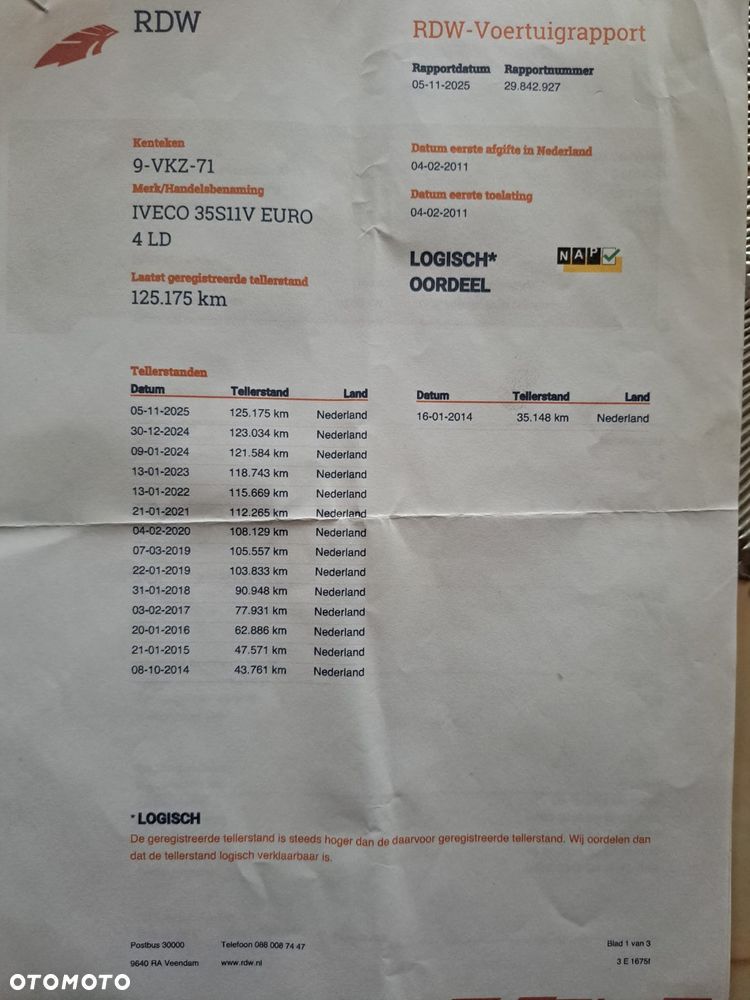 RDW
RDW-Voertuigrapport
Rapportdatum Rapportnummer
05-11-2025 29.842.927
Kenteken
9-VKZ-71
Merk/Handelsbenaming
IVECO 35S11V EURO
4 LD
Laatst geregistreerde tellerstand
125.175 km
Datum eerste afgifte in Nederland
04-02-2011
Datum eerste toelating
04-02-2011
LOGISCH*
OORDEEL
NAP
Tellerstanden
Datum Tellerstand Land
05-11-2025 125.175 km Nederland
30-12-2024 123.034 km Nederland
09-01-2024 121.584 km Nederland
13-01-2023 118.743 km Nederland
13-01-2022 115.669 km Nederland
21-01-2021 112.265 km Nederland
04-02-2020 108.129 km Nederland
07-03-2019 105.557 km Nederland
22-01-2019 103.833 km Nederland
31-01-2018 90.948 km Nederland
03-02-2017 77.931 km Nederland
20-01-2016 62.886 km Nederland
21-01-2015 47.571 km Nederland
08-10-2014 43.761 km Nederland
Datum Tellerstand Land
16-01-2014 35.148 km Nederland
* LOGISCH
De geregistreerde tellerstand is steeds hoger dan de daarvoor geregistreerde tellerstand. Wij oordelen dan
dat de tellerstand logisch verklaarbaar is.
Postbus 30000 Telefoon 088 008 74 47
9640 RA Veendam www.rdw.nl
Blad 1 van 3
3 E 1675f
OTOMOTO